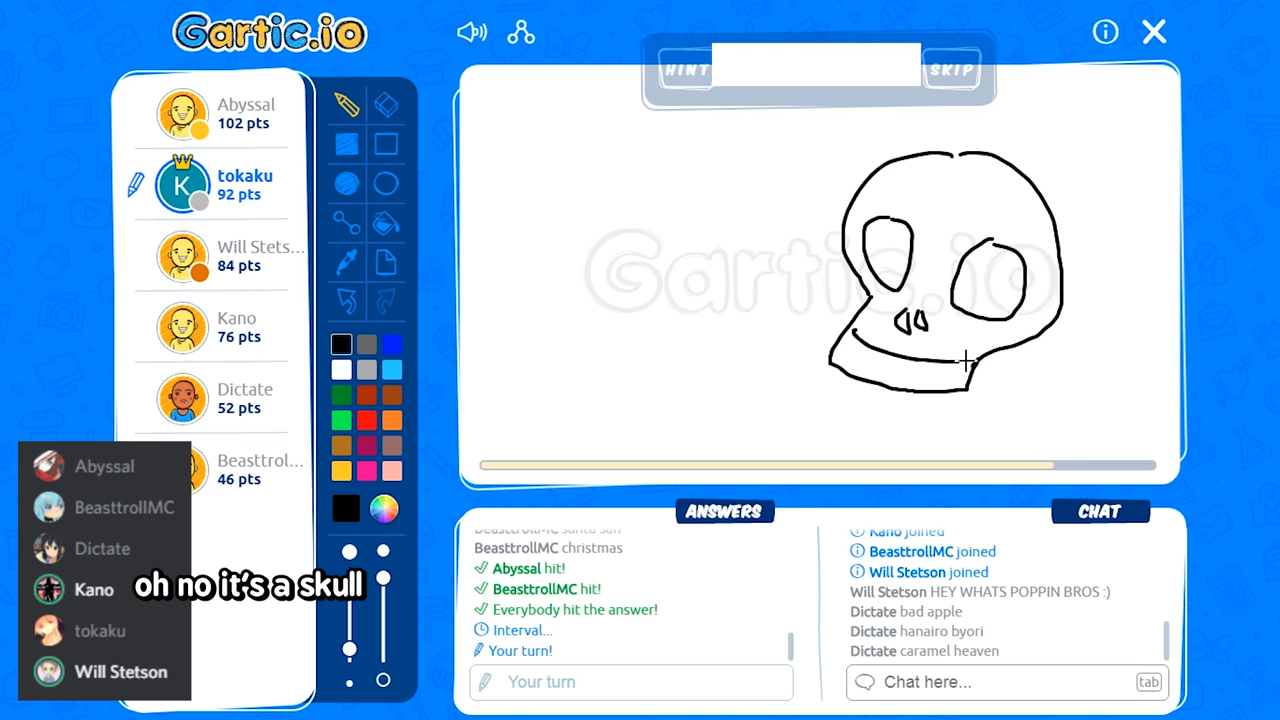 Gartic.io
HINT
SKIP
Abyssal
102 pts
K
tokaku
92 pts
Will Stets...
84 pts
Kano
76 pts
Dictate
52 pts
Beasttrol...
46 pts
Gartic.io
Abyssal
BeasttrollMC
Dictate
Kano
tokaku
Will Stetson
oh no it's a skull
ANSWERS
BeasttrollMC santa sun
BeasttrollMC christmas
Abyssal hit!
BeasttrollMC hit!
Everybody hit the answer!
Interval...
Your turn!
Your turn
CHAT
Kano joined
BeasttrollMC joined
Will Stetson joined
Will Stetson HEY WHATS POPPIN BROS :)
Dictate bad apple
Dictate hanairo byori
Dictate caramel heaven
Chat here...
tab